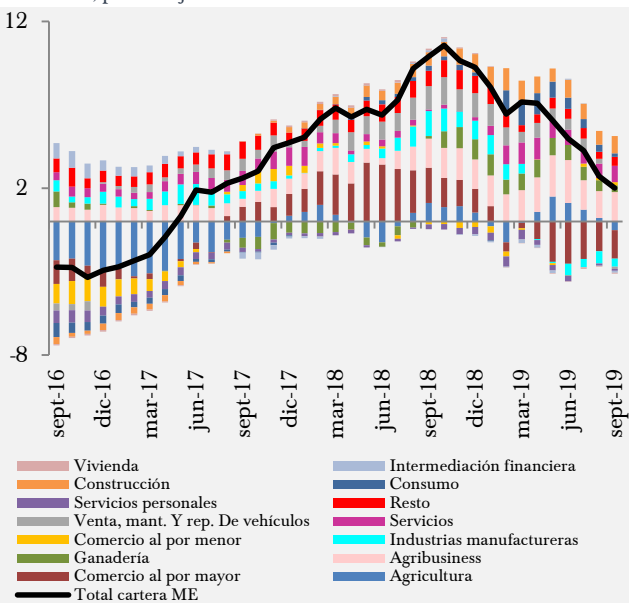 12
2
-8
sept-16
dic-16
mar-17
jun-17
sept-17
dic-17
mar-18
jun-18
sept-18
dic-18
mar-19
jun-19
sept-19
Vivienda
Intermediación financiera
Construcción
Consumo
Servicios personales
Resto
Venta, mant. Y rep. De vehículos
Servicios
Comercio al por menor
Industrias manufactureras
Ganadería
Agribusiness
Comercio al por mayor
Agricultura
Total cartera ME